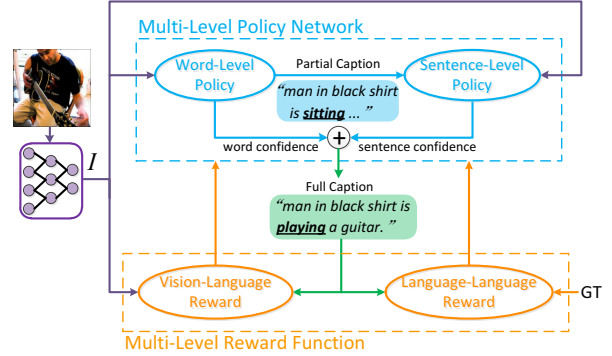 Multi-Level Policy Network
Word-Level
Policy
Partial Caption
Sentence-Level
Policy
“man in black shirt
is sitting ... ”
+
word confidence
sentence confidence
I
Full Caption
“man in black shirt is
playing a guitar. ”
Vision-Language
Reward
Language-Language
Reward
GT
Multi-Level Reward Function